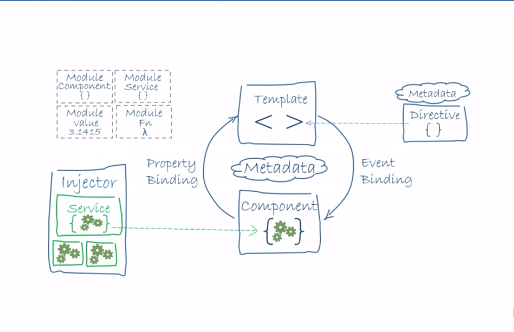 Module
Component
{ }
Module
Service
{ }
Module
value
3.1415
Module
Fn
λ
Template
< >
Metadata
Directive
{ }
Property
Binding
Metadata
Event
Binding
Injector
Service
{ }
Component
{ }